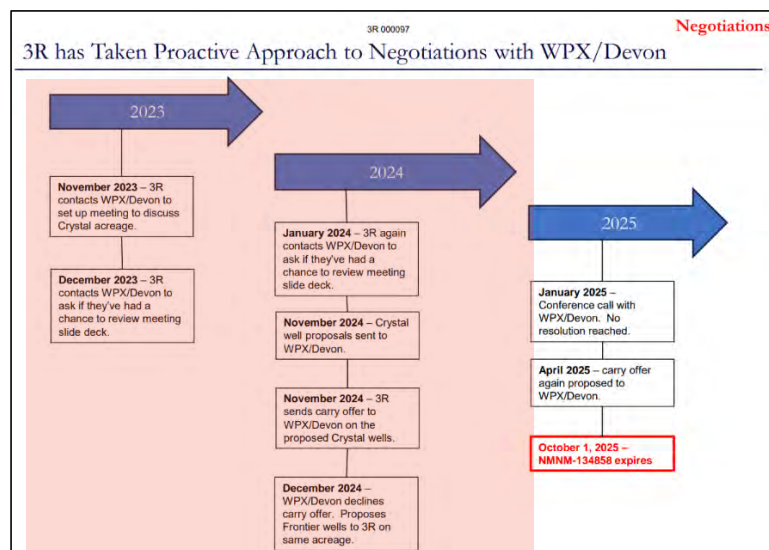 3R 000097
Negotiations
3R has Taken Proactive Approach to Negotiations with WPX/Devon
2023
November 2023 – 3R
contacts WPX/Devon to
set up meeting to discuss
Crystal acreage.
December 2023 – 3R
contacts WPX/Devon to
ask if they've had a
chance to review meeting
slide deck.
2024
January 2024 – 3R again
contacts WPX/Devon to
ask if they've had a
chance to review meeting
slide deck.
November 2024 – Crystal
well proposals sent to
WPX/Devon.
November 2024 – 3R
sends carry offer to
WPX/Devon on the
proposed Crystal wells.
December 2024 –
WPX/Devon declines
carry offer. Proposes
Frontier wells to 3R on
same acreage.
2025
January 2025 –
Conference call with
WPX/Devon. No
resolution reached.
April 2025 – carry offer
again proposed to
WPX/Devon.
October 1, 2025 –
NMNM-134858 expires